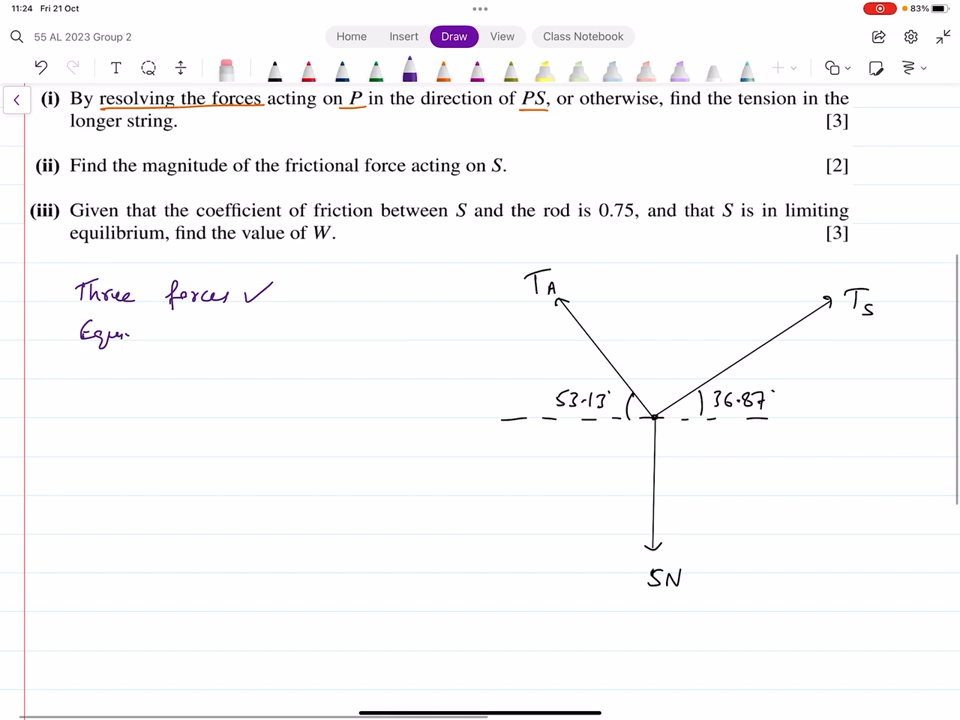 11:24 Fri 21 Oct
83%
55 AL 2023 Group 2
Home Insert Draw View Class Notebook
(i) By resolving the forces acting on P in the direction of PS, or otherwise, find the tension in the
longer string. [3]
(ii) Find the magnitude of the frictional force acting on S. [2]
(iii) Given that the coefficient of friction between S and the rod is 0.75, and that S is in limiting
equilibrium, find the value of W. [3]
Three forces ✓
Equi
T_A
T_S
53.13°
36.87°
5N